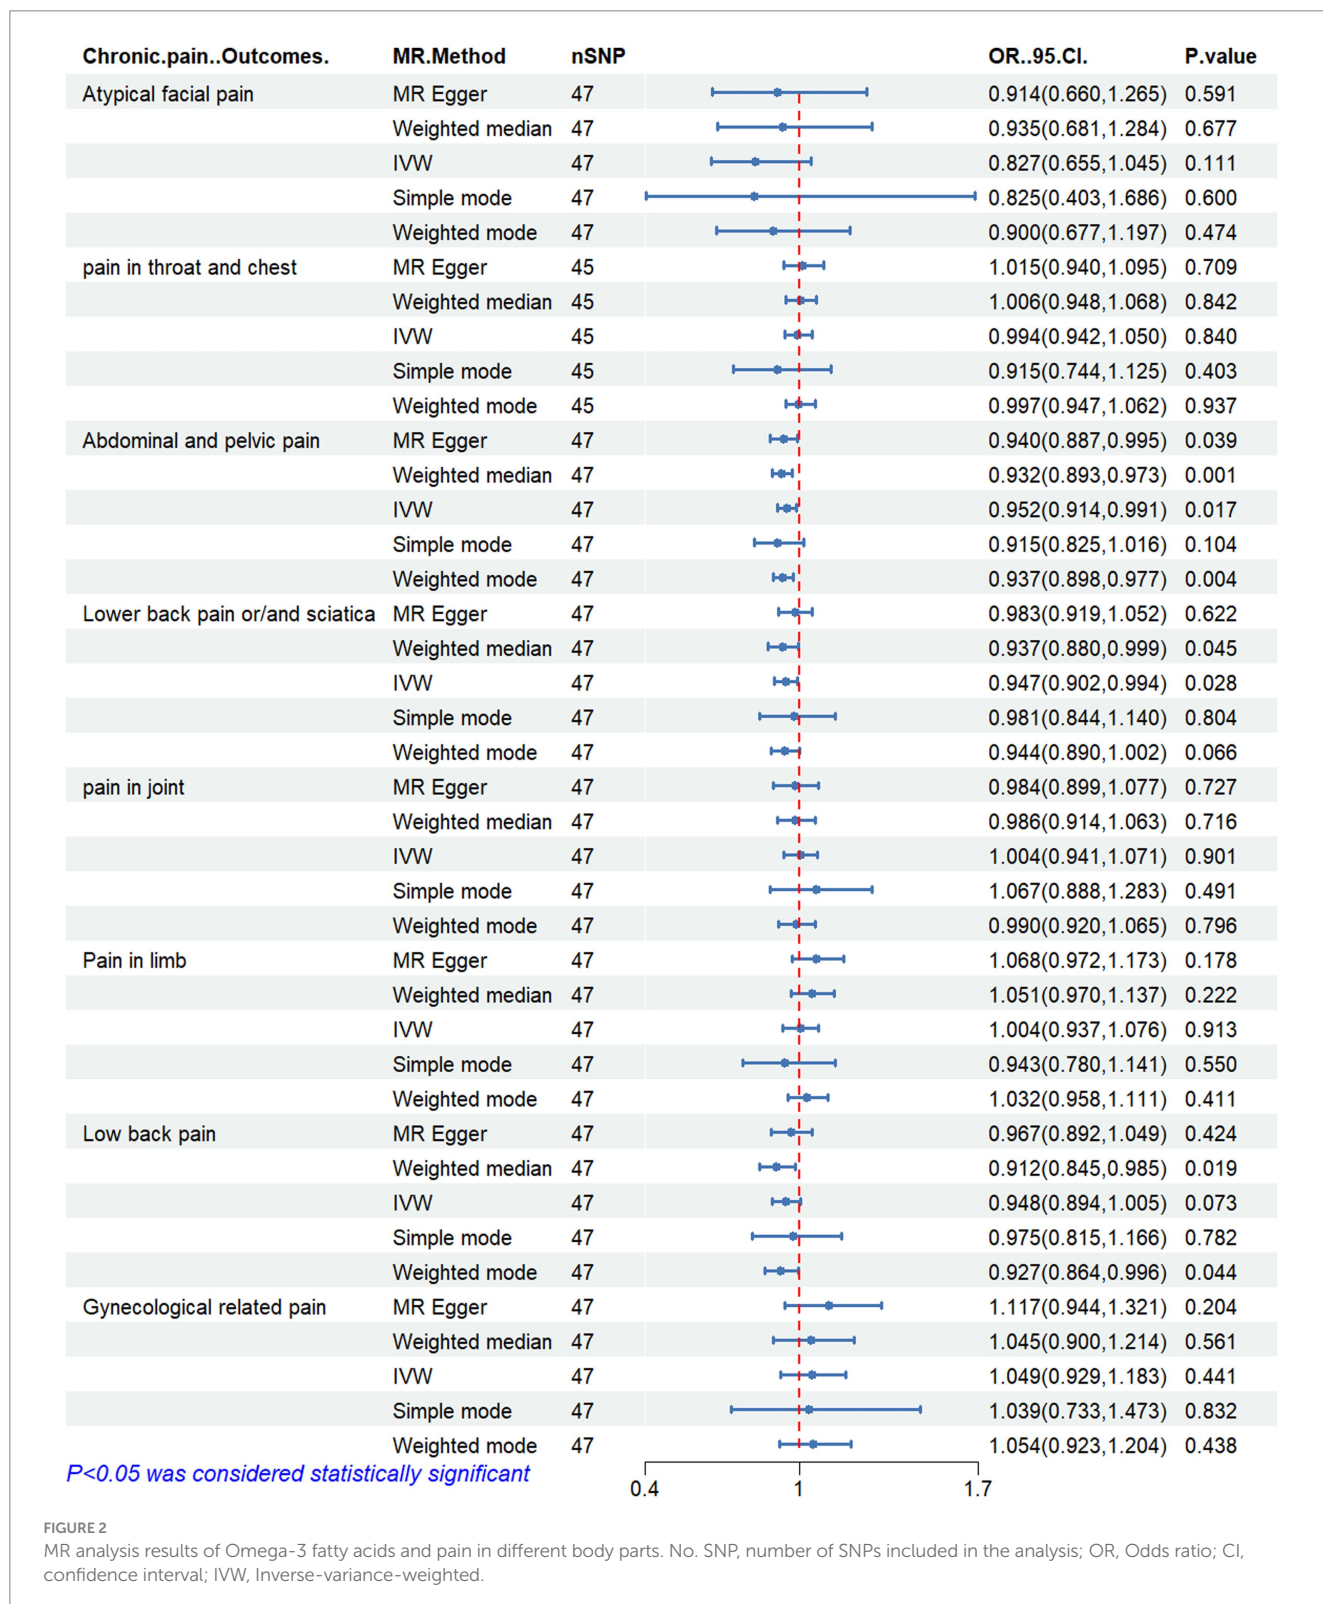 Chronic.pain..Outcomes. MR.Method nSNP OR..95.CI. P.value
Atypical facial pain MR Egger 47 0.914(0.660,1.265) 0.591
Weighted median 47 0.935(0.681,1.284) 0.677
IVW 47 0.827(0.655,1.045) 0.111
Simple mode 47 0.825(0.403,1.686) 0.600
Weighted mode 47 0.900(0.677,1.197) 0.474
pain in throat and chest MR Egger 45 1.015(0.940,1.095) 0.709
Weighted median 45 1.006(0.948,1.068) 0.842
IVW 45 0.994(0.942,1.050) 0.840
Simple mode 45 0.915(0.744,1.125) 0.403
Weighted mode 45 0.997(0.947,1.062) 0.937
Abdominal and pelvic pain MR Egger 47 0.940(0.887,0.995) 0.039
Weighted median 47 0.932(0.893,0.973) 0.001
IVW 47 0.952(0.914,0.991) 0.017
Simple mode 47 0.915(0.825,1.016) 0.104
Weighted mode 47 0.937(0.898,0.977) 0.004
Lower back pain or/and sciatica MR Egger 47 0.983(0.919,1.052) 0.622
Weighted median 47 0.937(0.880,0.999) 0.045
IVW 47 0.947(0.902,0.994) 0.028
Simple mode 47 0.981(0.844,1.140) 0.804
Weighted mode 47 0.944(0.890,1.002) 0.066
pain in joint MR Egger 47 0.984(0.899,1.077) 0.727
Weighted median 47 0.986(0.914,1.063) 0.716
IVW 47 1.004(0.941,1.071) 0.901
Simple mode 47 1.067(0.888,1.283) 0.491
Weighted mode 47 0.990(0.920,1.065) 0.796
Pain in limb MR Egger 47 1.068(0.972,1.173) 0.178
Weighted median 47 1.051(0.970,1.137) 0.222
IVW 47 1.004(0.937,1.076) 0.913
Simple mode 47 0.943(0.780,1.141) 0.550
Weighted mode 47 1.032(0.958,1.111) 0.411
Low back pain MR Egger 47 0.967(0.892,1.049) 0.424
Weighted median 47 0.912(0.845,0.985) 0.019
IVW 47 0.948(0.894,1.005) 0.073
Simple mode 47 0.975(0.815,1.166) 0.782
Weighted mode 47 0.927(0.864,0.996) 0.044
Gynecological related pain MR Egger 47 1.117(0.944,1.321) 0.204
Weighted median 47 1.045(0.900,1.214) 0.561
IVW 47 1.049(0.929,1.183) 0.441
Simple mode 47 1.039(0.733,1.473) 0.832
Weighted mode 47 1.054(0.923,1.204) 0.438
P<0.05 was considered statistically significant
0.4 1 1.7
FIGURE 2
MR analysis results of Omega-3 fatty acids and pain in different body parts. No. SNP, number of SNPs included in the analysis; OR, Odds ratio; CI,
confidence interval; IVW, Inverse-variance-weighted.